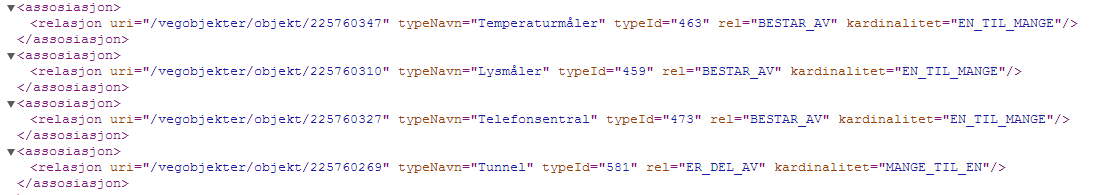 ▼<assosiasjon>
<relasjon uri="/vegobjekter/objekt/225760347" typeNavn="Temperaturmåler" typeId="463" rel="BESTAR_AV" kardinalitet="EN_TIL_MANGE"/>
</assosiasjon>
▼<assosiasjon>
<relasjon uri="/vegobjekter/objekt/225760310" typeNavn="Lysmåler" typeId="459" rel="BESTAR_AV" kardinalitet="EN_TIL_MANGE"/>
</assosiasjon>
▼<assosiasjon>
<relasjon uri="/vegobjekter/objekt/225760327" typeNavn="Telefonsentral" typeId="473" rel="BESTAR_AV" kardinalitet="EN_TIL_MANGE"/>
</assosiasjon>
▼<assosiasjon>
<relasjon uri="/vegobjekter/objekt/225760269" typeNavn="Tunnel" typeId="581" rel="ER_DEL_AV" kardinalitet="MANGE_TIL_EN"/>
</assosiasjon>